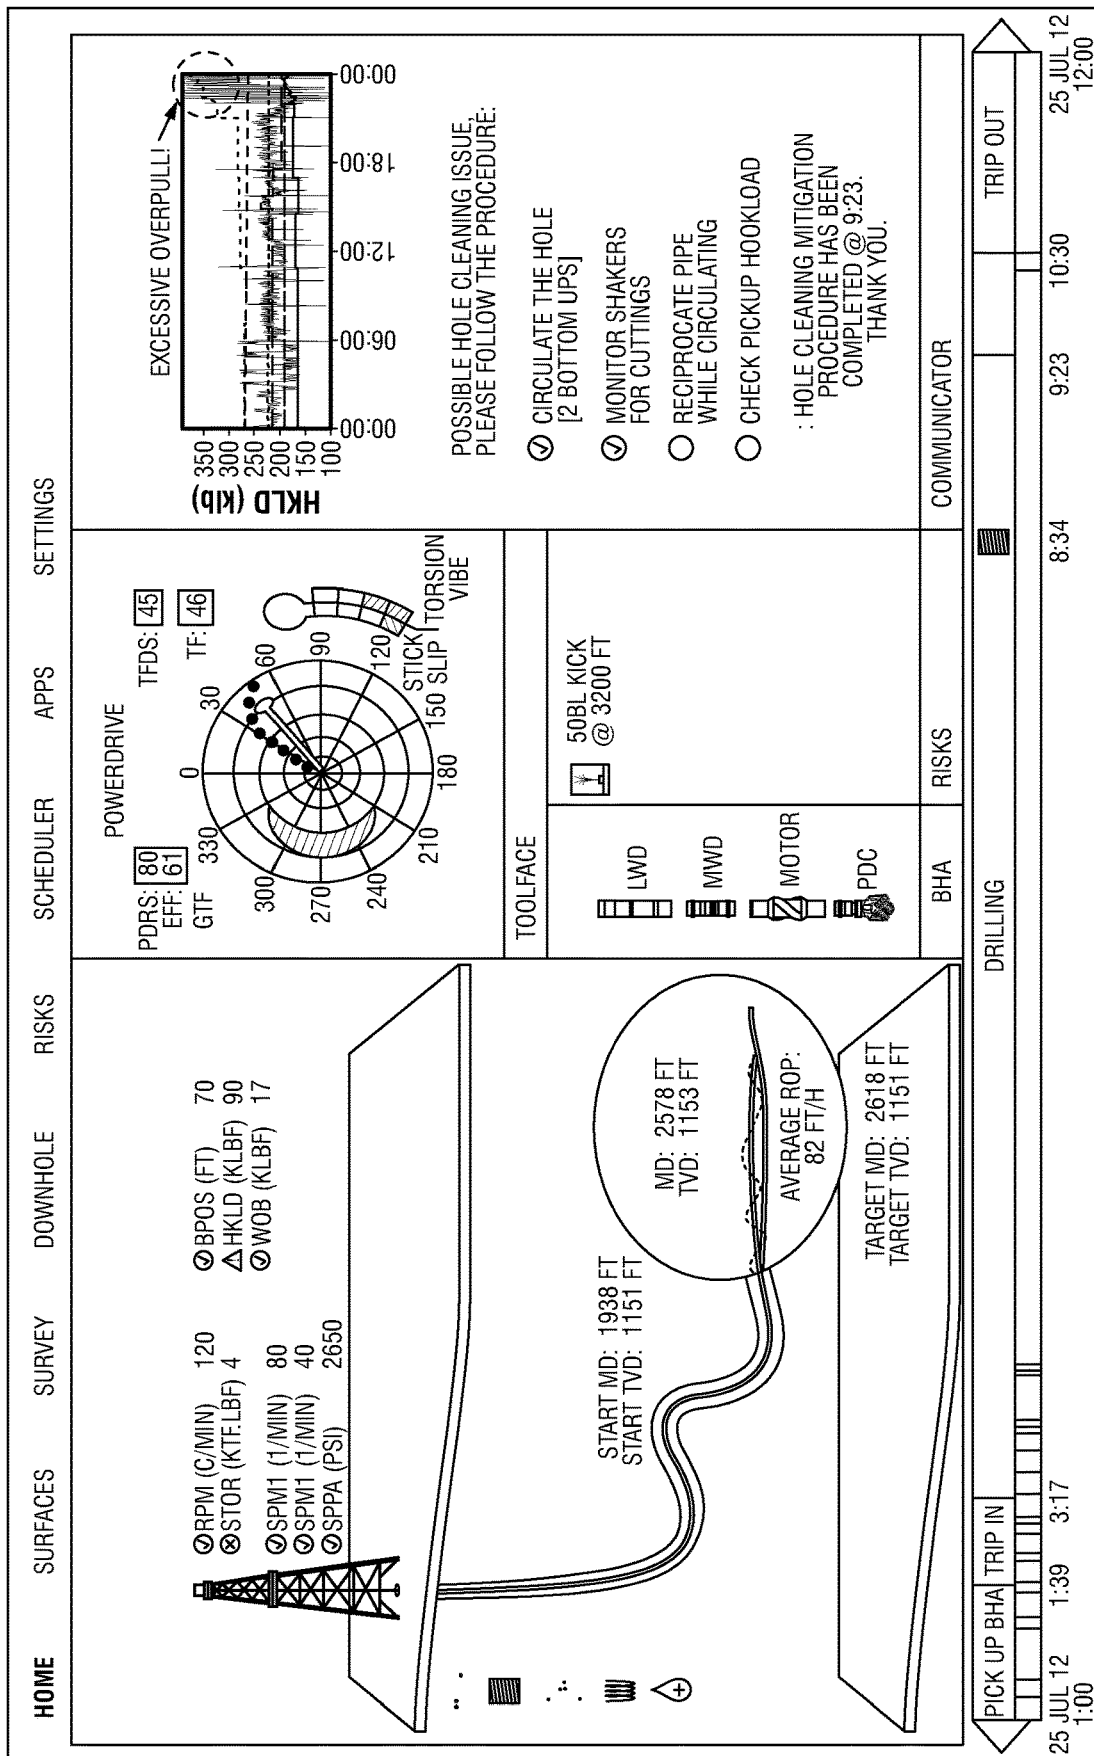 HOME SURFACES SURVEY DOWNHOLE RISKS SCHEDULER APPS SETTINGS
RPM (C/MIN) 120
STOR (KTF.LBF) 4
SPM1 (1/MIN) 80
SPM1 (1/MIN) 40
SPPA (PSI) 2650
BPOS (FT) 70
HKLD (KLBF) 90
WOB (KLBF) 17
START MD: 1938 FT
START TVD: 1151 FT
MD: 2578 FT
TVD: 1153 FT
AVERAGE ROP:
82 FT/H
TARGET MD: 2618 FT
TARGET TVD: 1151 FT
POWERDRIVE
PDRS: 80
EFF: 61
GTF
TFDS: 45
TF: 46
0
30
60
90
120
150
180
210
240
270
300
330
STICK
SLIP
TORSION
VIBE
TOOLFACE
LWD
MWD
MOTOR
PDC
BHA
50BL KICK
@ 3200 FT
RISKS
EXCESSIVE OVERPULL!
HKLD (klb)
350
300
250
200
150
100
00:00 06:00 12:00 18:00 00:00
POSSIBLE HOLE CLEANING ISSUE,
PLEASE FOLLOW THE PROCEDURE:
CIRCULATE THE HOLE
[2 BOTTOM UPS]
MONITOR SHAKERS
FOR CUTTINGS
RECIPROCATE PIPE
WHILE CIRCULATING
CHECK PICKUP HOOKLOAD
: HOLE CLEANING MITIGATION
PROCEDURE HAS BEEN
COMPLETED @ 9:23.
THANK YOU.
COMMUNICATOR
PICK UP BHA TRIP IN DRILLING TRIP OUT
25 JUL 12
1:00
1:39
3:17
8:34
9:23
10:30
25 JUL 12
12:00